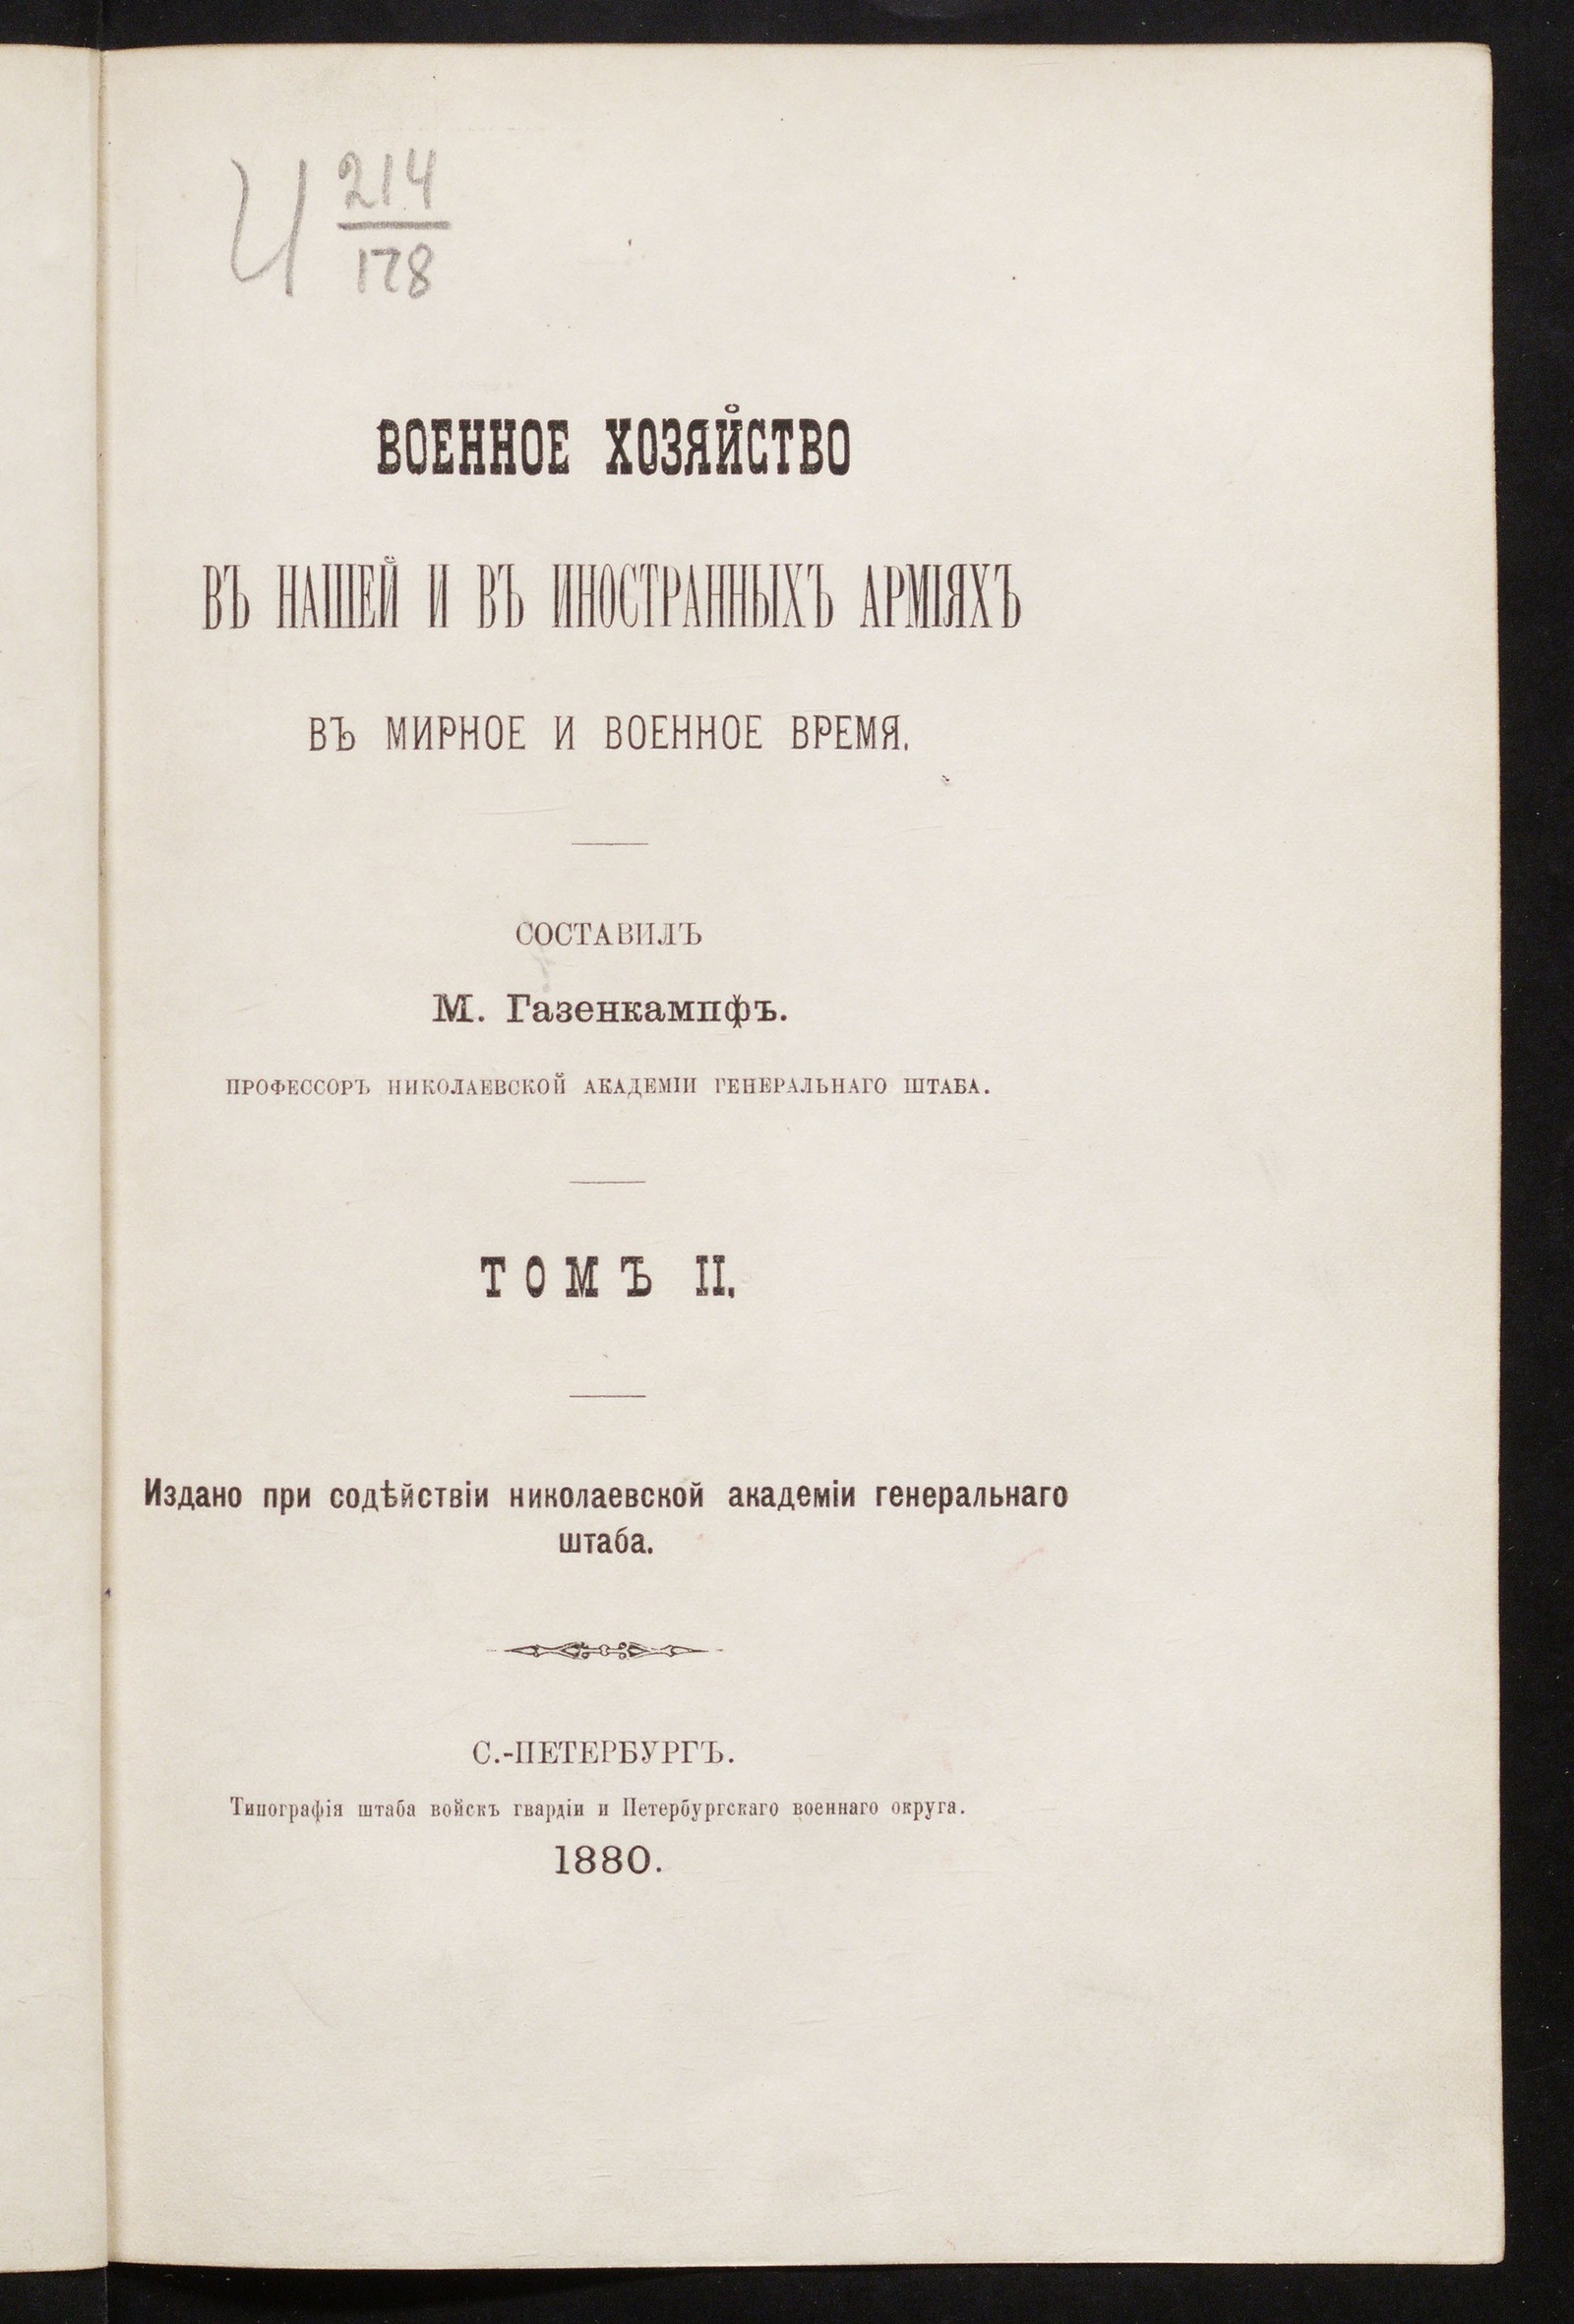 И 214
178
ВОЕННОЕ ХОЗЯЙСТВО
ВЪ НАШЕЙ И ВЪ ИНОСТРАННЫХЪ АРМІЯХЪ
ВЪ МИРНОЕ И ВОЕННОЕ ВРЕМЯ.
СОСТАВИЛЪ
М. Газенкампфъ.
ПРОФЕССОРЪ НИКОЛАЕВСКОЙ АКАДЕМІИ ГЕНЕРАЛЬНАГО ШТАБА.
ТОМЪ II.
Издано при содѣйствіи николаевской академіи генеральнаго
штаба.
С.-ПЕТЕРБУРГЪ.
Типографія штаба войскъ гвардіи и Петербургскаго военнаго округа.
1880.